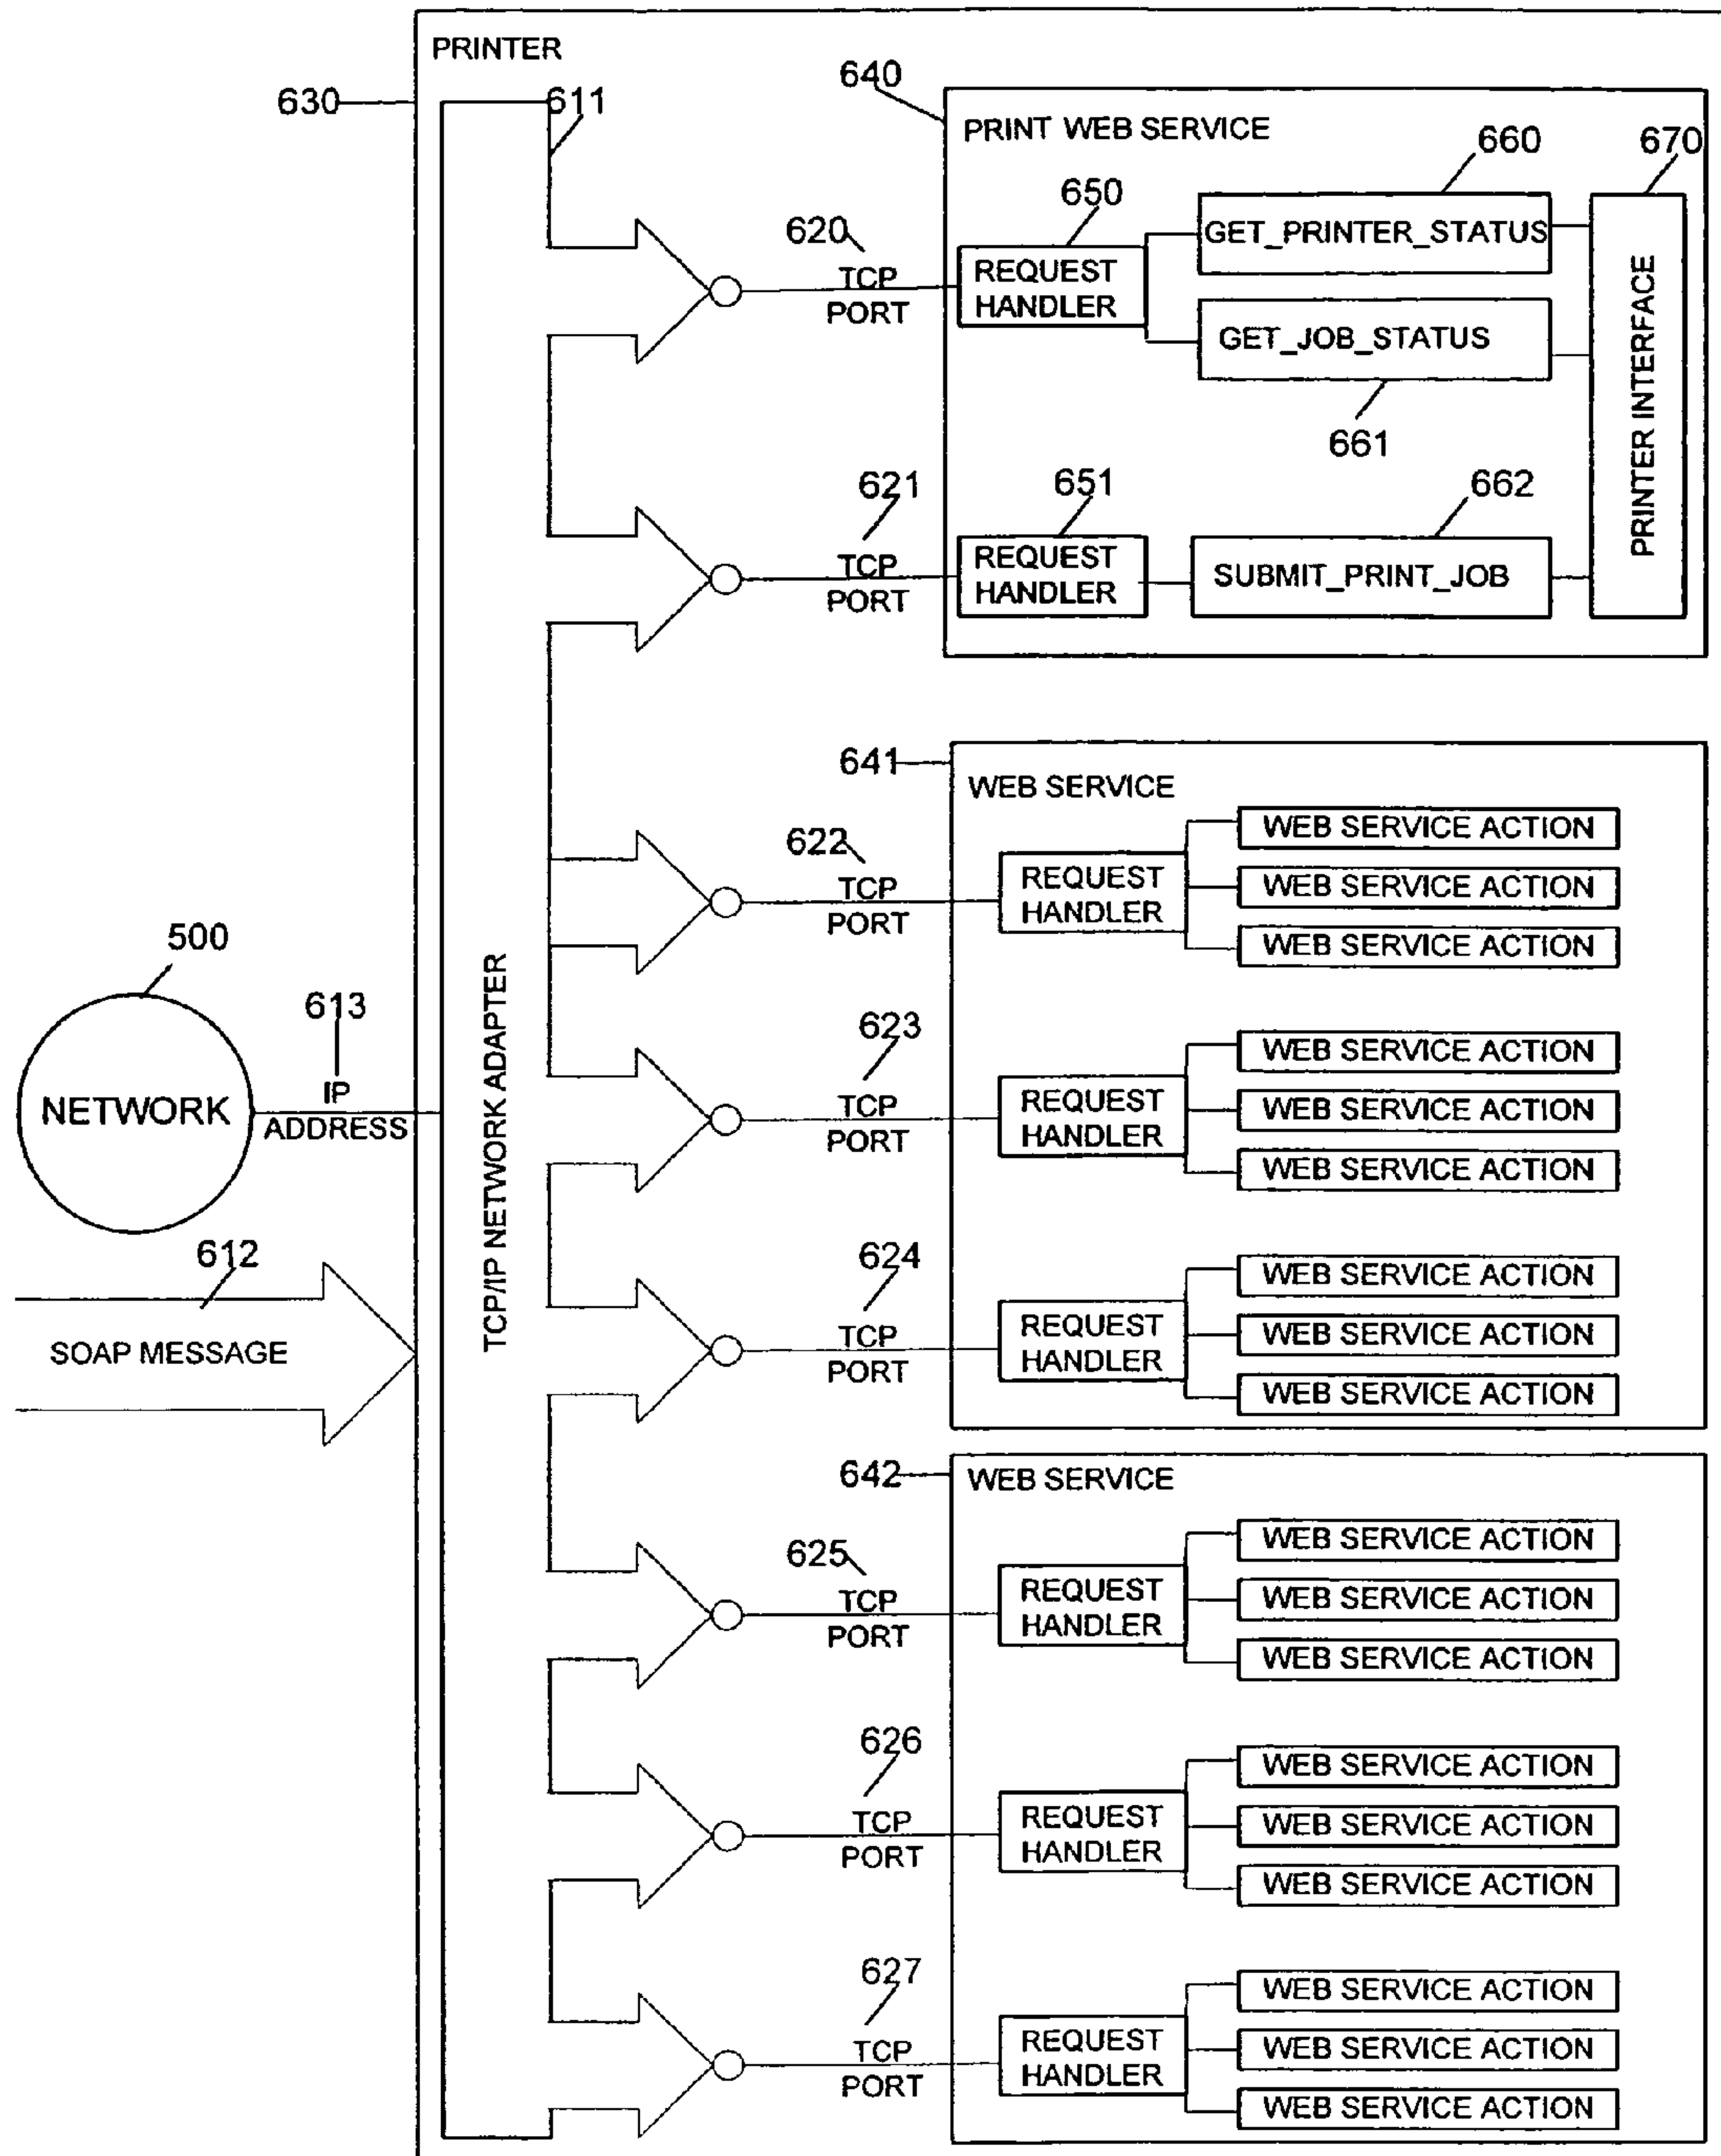 PRINTER
630
611
640
PRINT WEB SERVICE
660
670
650
620
TCP
PORT
REQUEST
HANDLER
GET_PRINTER_STATUS
GET_JOB_STATUS
661
PRINTER INTERFACE
621
TCP
PORT
651
REQUEST
HANDLER
662
SUBMIT_PRINT_JOB
641
WEB SERVICE
622
TCP
PORT
REQUEST
HANDLER
WEB SERVICE ACTION
WEB SERVICE ACTION
WEB SERVICE ACTION
500
NETWORK
613
IP
ADDRESS
TCP/IP NETWORK ADAPTER
623
TCP
PORT
REQUEST
HANDLER
WEB SERVICE ACTION
WEB SERVICE ACTION
WEB SERVICE ACTION
612
SOAP MESSAGE
624
TCP
PORT
REQUEST
HANDLER
WEB SERVICE ACTION
WEB SERVICE ACTION
WEB SERVICE ACTION
642
WEB SERVICE
625
TCP
PORT
REQUEST
HANDLER
WEB SERVICE ACTION
WEB SERVICE ACTION
WEB SERVICE ACTION
626
TCP
PORT
REQUEST
HANDLER
WEB SERVICE ACTION
WEB SERVICE ACTION
WEB SERVICE ACTION
627
TCP
PORT
REQUEST
HANDLER
WEB SERVICE ACTION
WEB SERVICE ACTION
WEB SERVICE ACTION